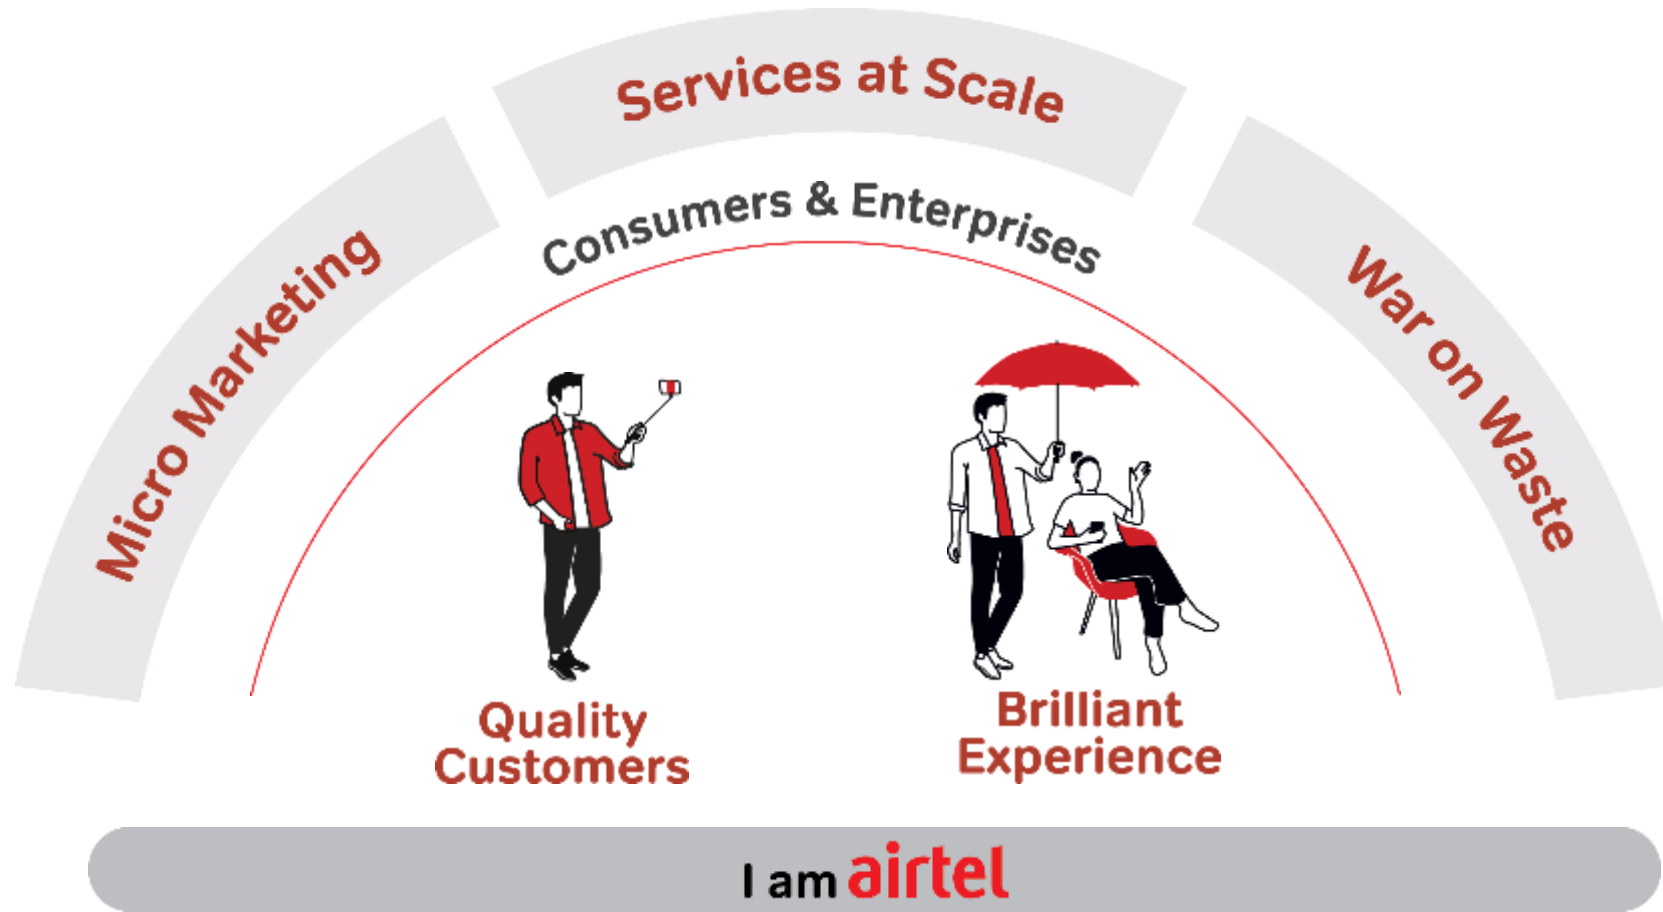 Services at Scale
Micro Marketing
War on Waste
Consumers & Enterprises
Quality
Customers
Brilliant
Experience
I am airtel